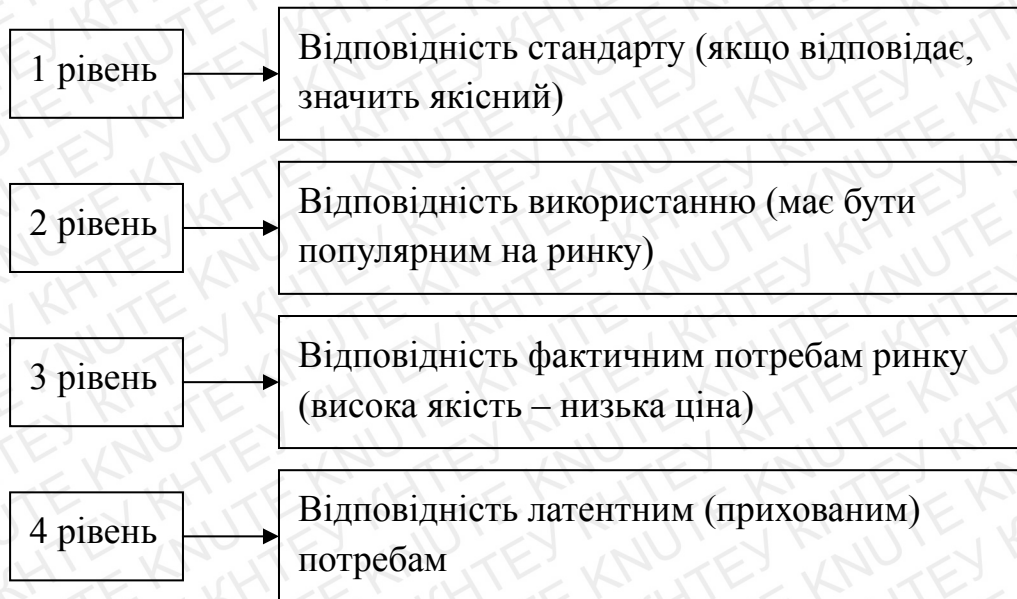 1 рівень
Відповідність стандарту (якщо відповідає,
значить якісний)
2 рівень
Відповідність використанню (має бути
популярним на ринку)
3 рівень
Відповідність фактичним потребам ринку
(висока якість – низька ціна)
4 рівень
Відповідність латентним (прихованим)
потребам